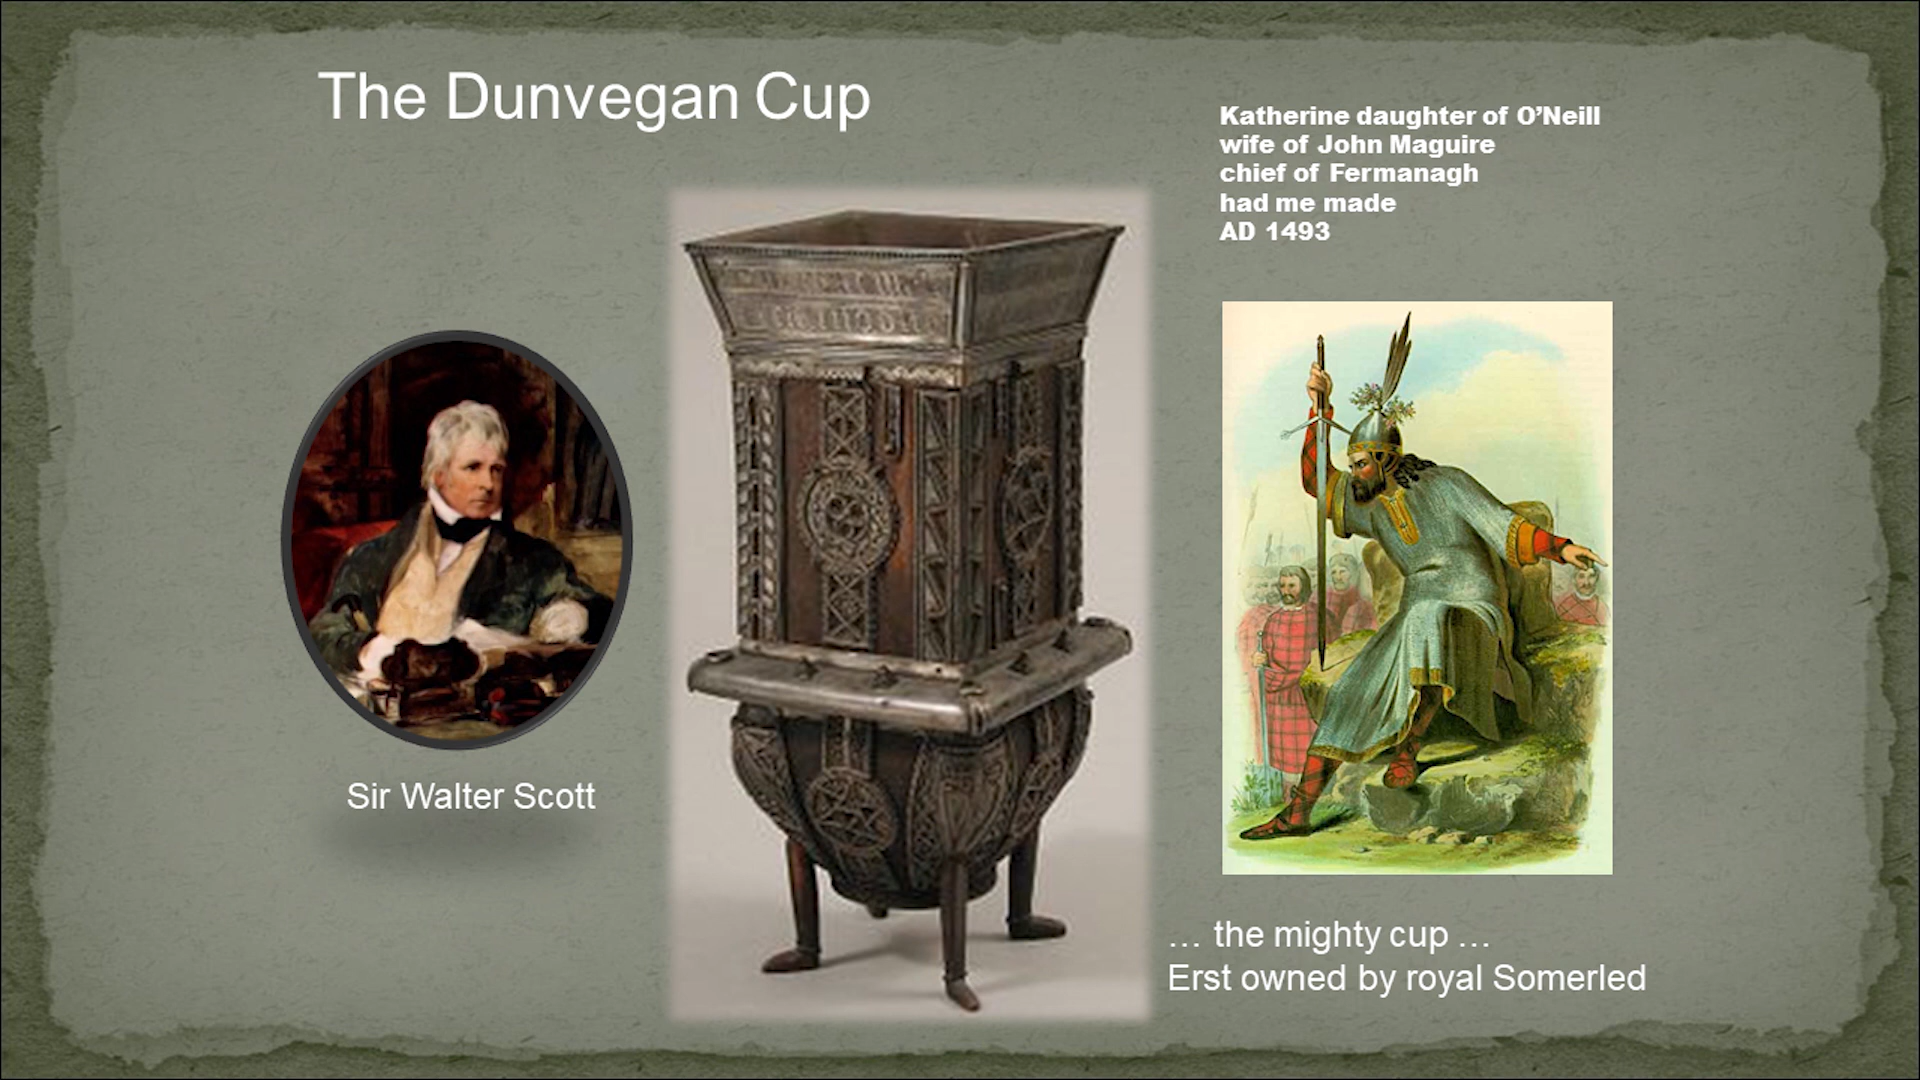 The Dunvegan Cup
Katherine daughter of O’Neill
wife of John Maguire
chief of Fermanagh
had me made
AD 1493
Sir Walter Scott
… the mighty cup …
Erst owned by royal Somerled